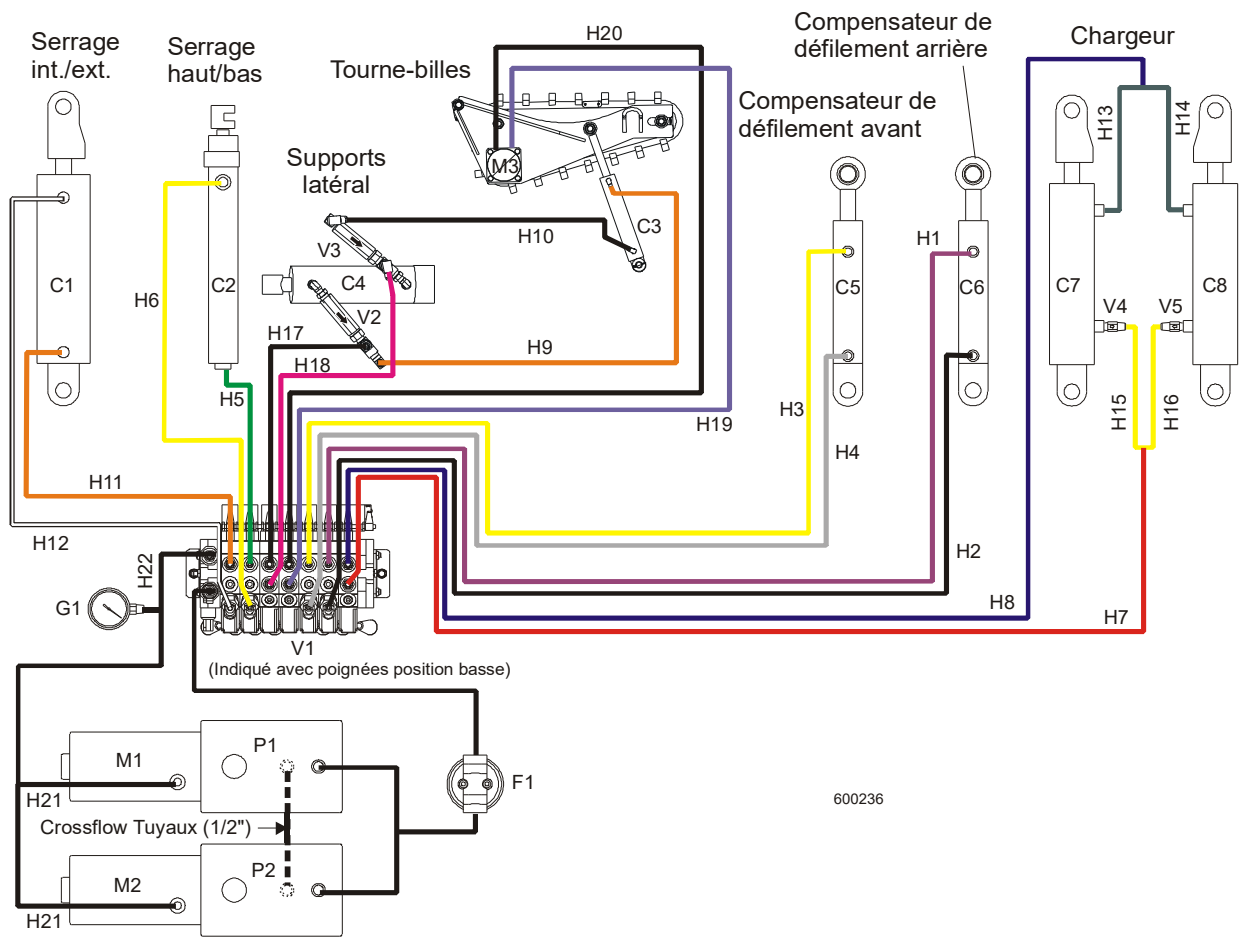 Serrage
int./ext.
Serrage
haut/bas
Tourne-billes
H20
Compensateur de
défilement arrière
Chargeur
Compensateur de
défilement avant
Supports
latéral
M3
H13
H14
C3
H10
V3
C4
V2
H1
C1
C2
H6
C5
C6
C7
C8
V4
V5
H17
H18
H9
H5
H3
H4
H19
H15
H16
H11
H12
H22
H2
G1
H8
H7
V1
(Indiqué avec poignées position basse)
M1
P1
F1
H21
600236
Crossflow Tuyaux (1/2")
M2
P2
H21